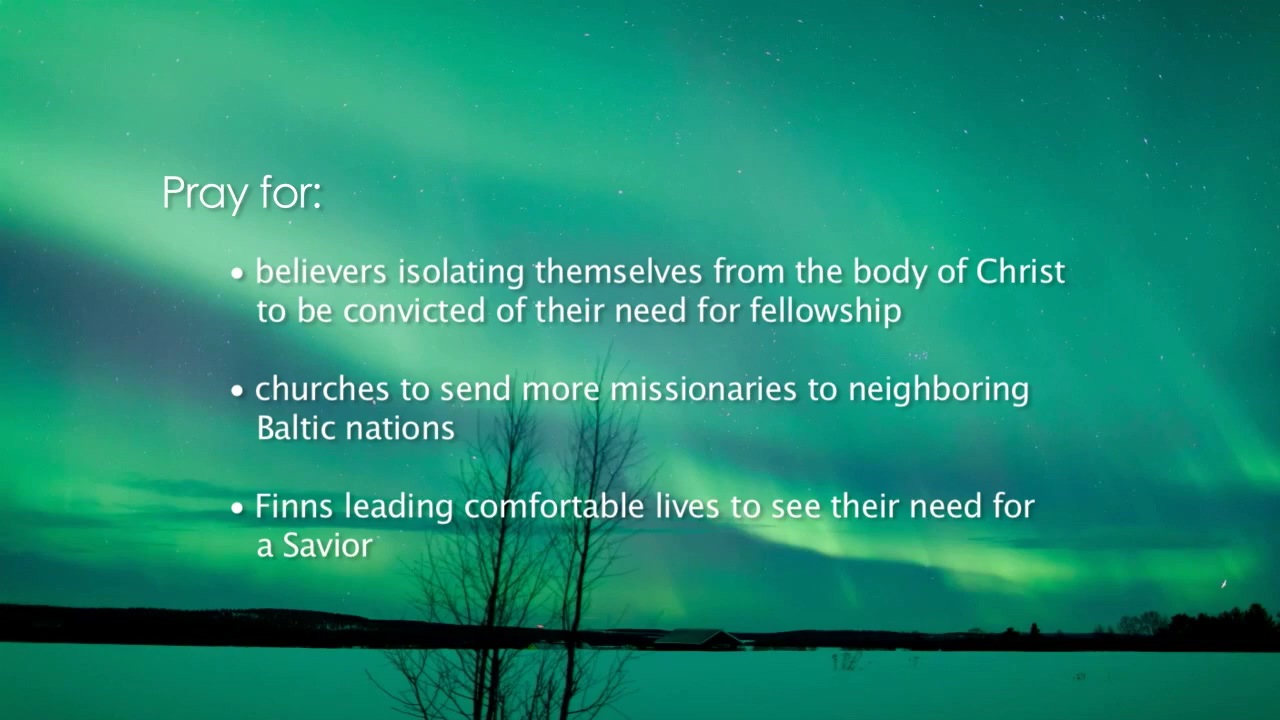 Pray for:
• believers isolating themselves from the body of Christ
to be convicted of their need for fellowship
• churches to send more missionaries to neighboring
Baltic nations
• Finns leading comfortable lives to see their need for
a Savior